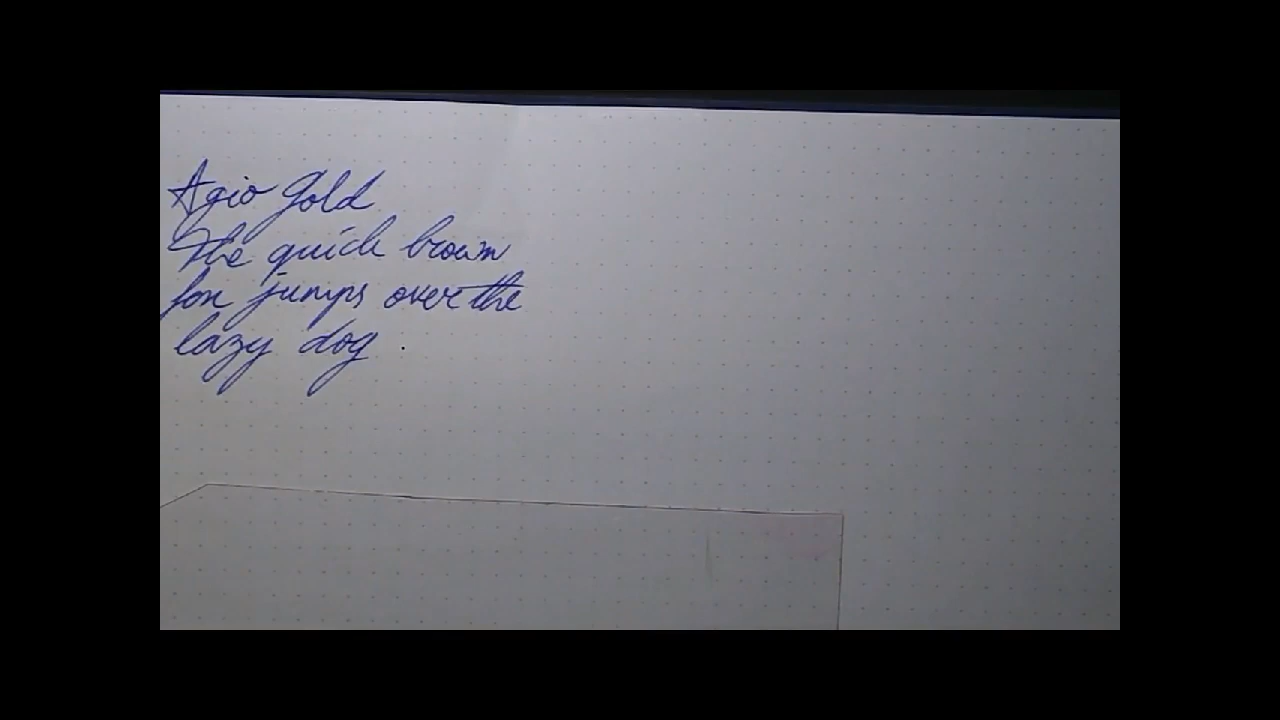 Agio Gold
The quick brown
fox jumps over the
lazy dog .